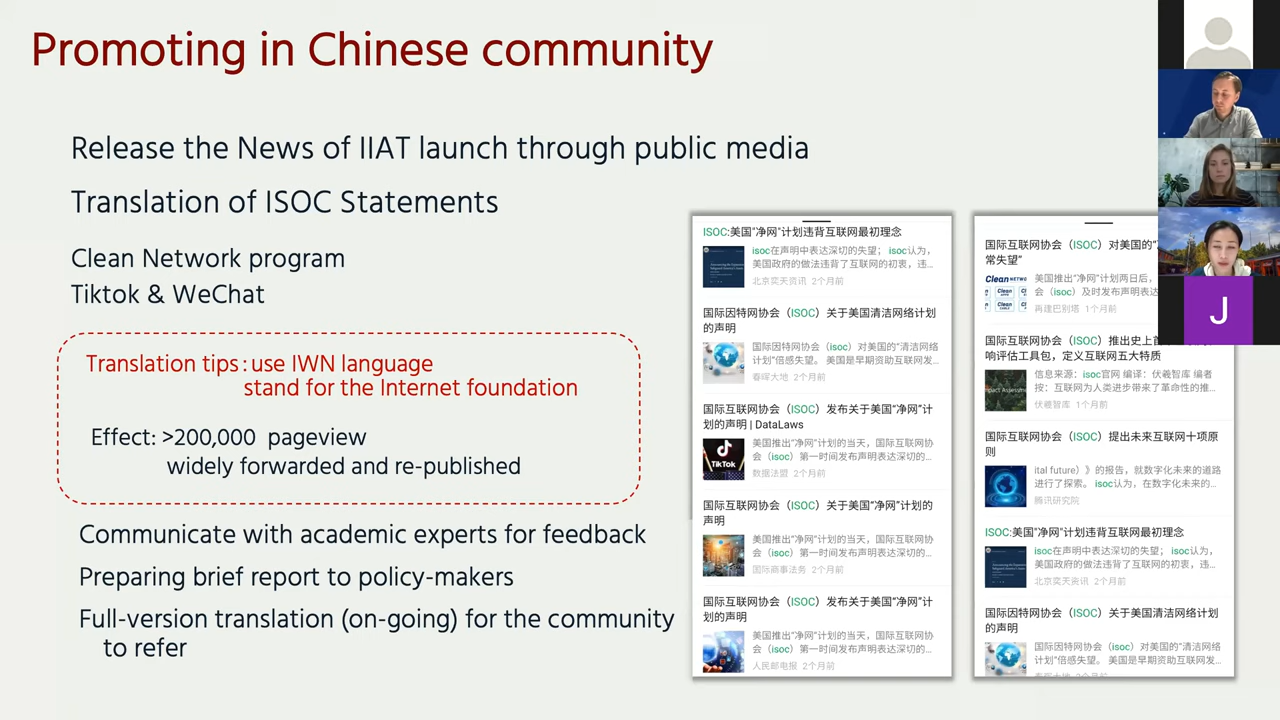 Promoting in Chinese community
Release the News of IIAT launch through public media
Translation of ISOC Statements
Clean Network program
Tiktok & WeChat
Translation tips : use IWN language
stand for the Internet foundation
Effect: >200,000 pageview
widely forwarded and re-published
Communicate with academic experts for feedback
Preparing brief report to policy-makers
Full-version translation (on-going) for the community
to refer
ISOC:美国"净网"计划违背互联网最初理念
isoc在声明中表达深切的失望； isoc认为，
美国政府的做法违背了互联网的初衷，违...
北京奕天资讯 2个月前
国际因特网协会（ISOC）关于美国清洁网络计划
的声明
国际因特网协会（isoc）对美国的"清洁网络
计划"倍感失望。 美国是早期资助互联网发...
春晖大地 2个月前
国际互联网协会（ISOC）发布关于美国"净网"计
划的声明 | DataLaws
TikTok
美国推出"净网"计划的当天，国际互联网协
会（isoc）第一时间发布声明表达深切的...
数据法盟 2个月前
国际互联网协会（ISOC）关于美国"净网"计划的
声明
美国推出"净网"计划的当天，国际互联网协
会（isoc）第一时间发布声明表达深切的...
国际商事法务 2个月前
国际互联网协会（ISOC）发布关于美国"净网"计
划的声明
美国推出"净网"计划的当天，国际互联网协
会（isoc）第一时间发布声明表达深切的...
人民邮电报 2个月前
国际互联网协会（ISOC）对美国的"
常失望"
Clean
Clean
美国推出"净网"计划两日后，
会（isoc）及时发布声明表达
再建巴别塔 1个月前
国际互联网协会（ISOC）推出史上首
响评估工具包，定义互联网五大特质
信息来源：isoc官网 编译：伏羲智库 编者
按：互联网为人类进步带来了革命性的推...
伏羲智库 1个月前
国际互联网协会（ISOC）提出未来互联网十项原
则
ital future）》的报告，就数字化未来的道路
进行了探索。 isoc认为，在数字化未来的...
腾讯研究院
ISOC:美国"净网"计划违背互联网最初理念
isoc在声明中表达深切的失望； isoc认为，
美国政府的做法违背了互联网的初衷，违...
北京奕天资讯 2个月前
国际因特网协会（ISOC）关于美国清洁网络计划
的声明
国际因特网协会（isoc）对美国的"清洁网络
计划"倍感失望。 美国是早期资助互联网发...
J